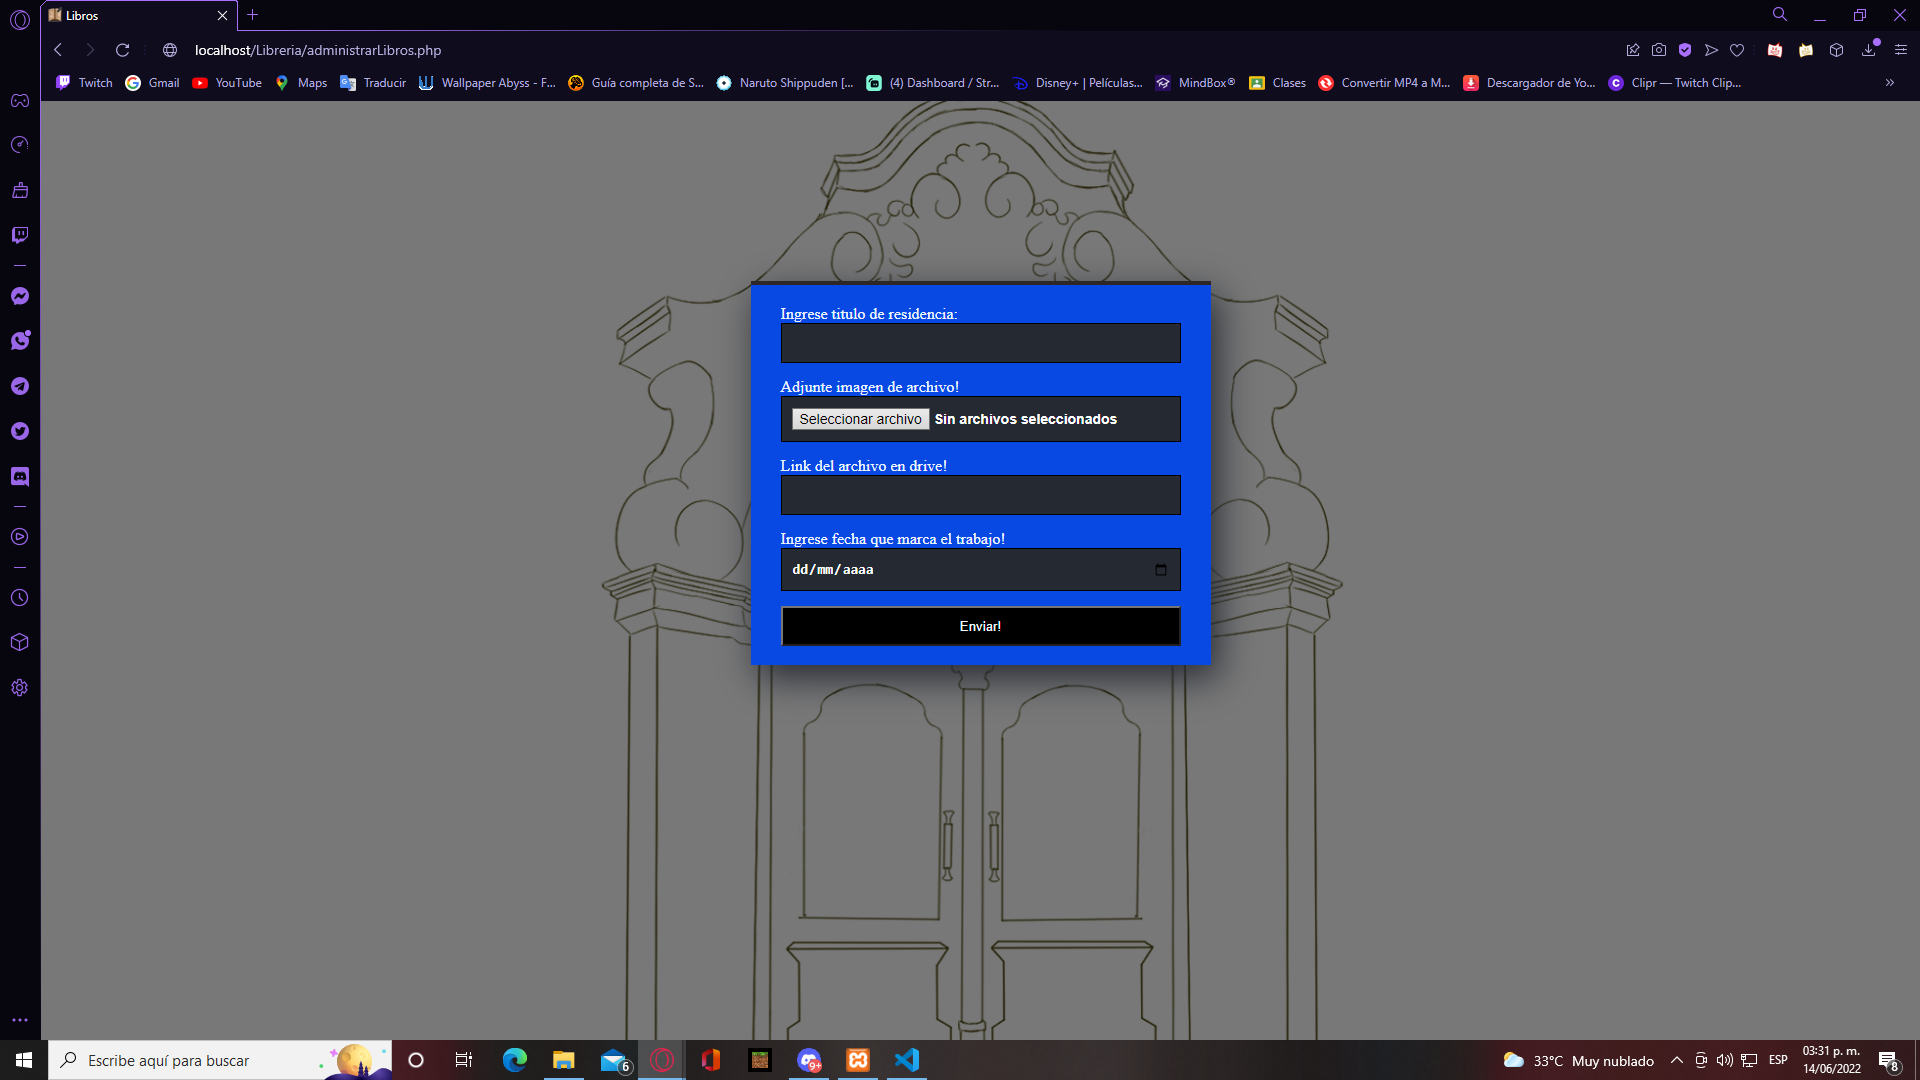 Libros
localhost/Libreria/administrarLibros.php
Twitch
Gmail
YouTube
Maps
Traducir
Wallpaper Abyss - F...
Guía completa de S...
Naruto Shippuden [...
(4) Dashboard / Str...
Disney+ | Películas...
MindBox®
Clases
Convertir MP4 a M...
Descargador de Yo...
Clipr — Twitch Clip...
Ingrese titulo de residencia:
Adjunte imagen de archivo!
Seleccionar archivo Sin archivos seleccionados
Link del archivo en drive!
Ingrese fecha que marca el trabajo!
dd/mm/aaaa
Enviar!
Escribe aquí para buscar
6
9+
33°C Muy nublado
ESP
03:31 p. m.
14/06/2022
8